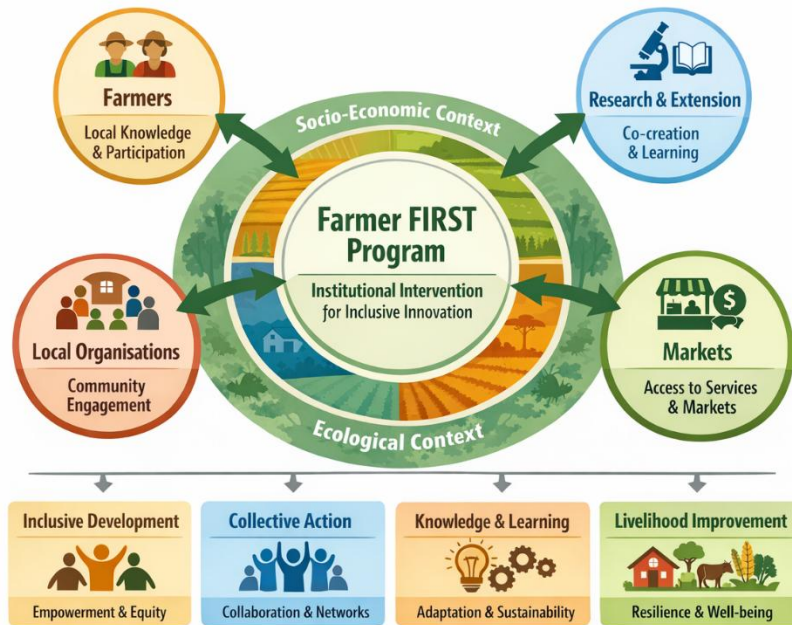 Farmers
Local Knowledge
& Participation
Research & Extension
Co-creation
& Learning
Socio-Economic Context
Farmer FIRST
Program
Institutional Intervention
for Inclusive Innovation
Local Organisations
Community
Engagement
$
Markets
Access to Services
& Markets
Ecological Context
Inclusive Development
Empowerment & Equity
Collective Action
Collaboration & Networks
Knowledge & Learning
Adaptation & Sustainability
Livelihood Improvement
Resilience & Well-being